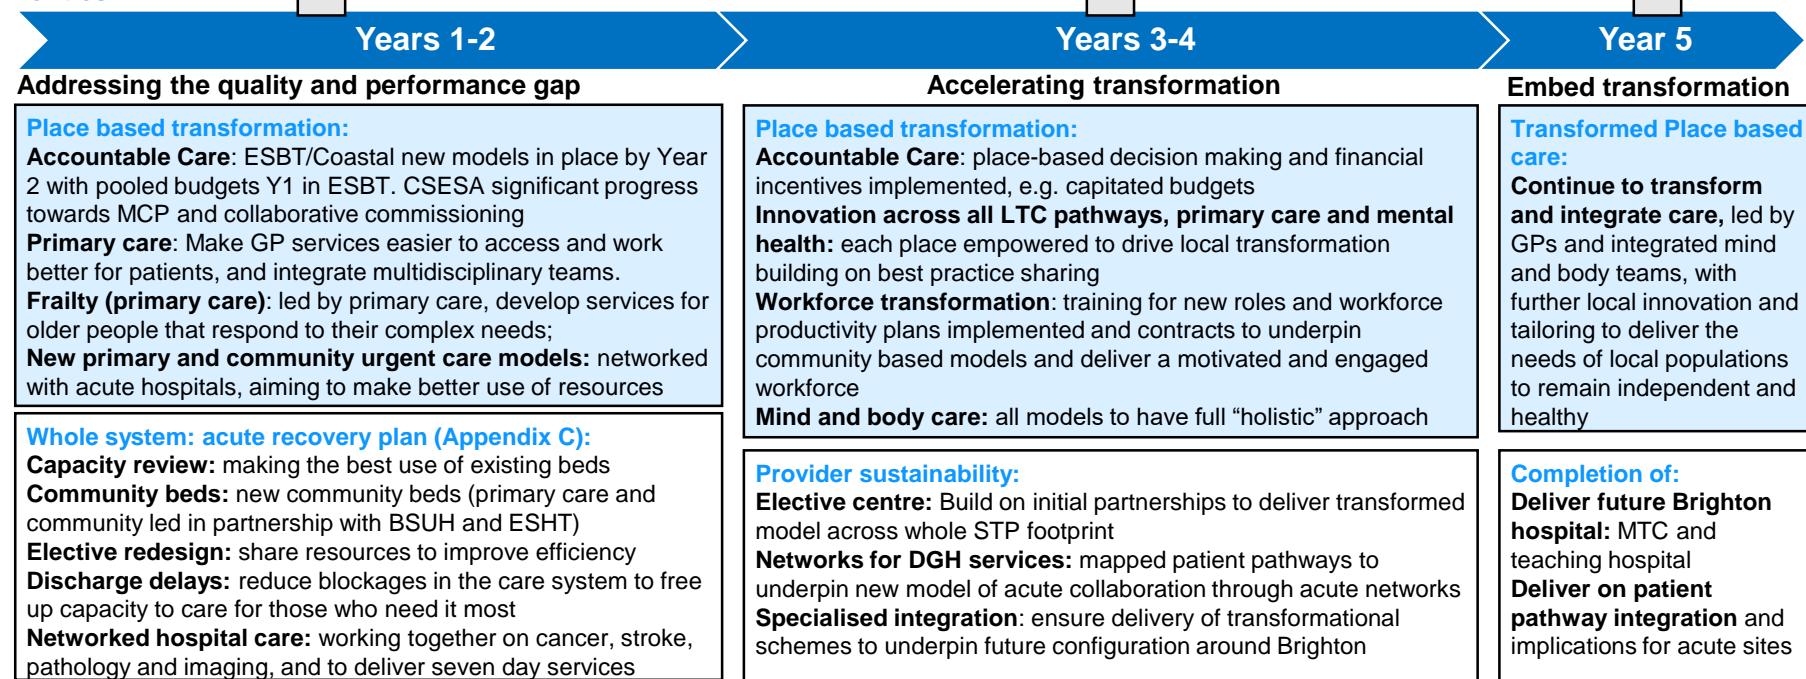 Years 1-2
Years 3-4
Year 5
Addressing the quality and performance gap
Accelerating transformation
Embed transformation
Place based transformation:
Accountable Care: ESBT/Coastal new models in place by Year
2 with pooled budgets Y1 in ESBT. CSESA significant progress
towards MCP and collaborative commissioning
Primary care: Make GP services easier to access and work
better for patients, and integrate multidisciplinary teams.
Frailty (primary care): led by primary care, develop services for
older people that respond to their complex needs;
New primary and community urgent care models: networked
with acute hospitals, aiming to make better use of resources
Whole system: acute recovery plan (Appendix C):
Capacity review: making the best use of existing beds
Community beds: new community beds (primary care and
community led in partnership with BSUH and ESHT)
Elective redesign: share resources to improve efficiency
Discharge delays: reduce blockages in the care system to free
up capacity to care for those who need it most
Networked hospital care: working together on cancer, stroke,
pathology and imaging, and to deliver seven day services
Place based transformation:
Accountable Care: place-based decision making and financial
incentives implemented, e.g. capitated budgets
Innovation across all LTC pathways, primary care and mental
health: each place empowered to drive local transformation
building on best practice sharing
Workforce transformation: training for new roles and workforce
productivity plans implemented and contracts to underpin
community based models and deliver a motivated and engaged
workforce
Mind and body care: all models to have full “holistic” approach
Provider sustainability:
Elective centre: Build on initial partnerships to deliver transformed
model across whole STP footprint
Networks for DGH services: mapped patient pathways to
underpin new model of acute collaboration through acute networks
Specialised integration: ensure delivery of transformational
schemes to underpin future configuration around Brighton
Transformed Place based
care:
Continue to transform
and integrate care, led by
GPs and integrated mind
and body teams, with
further local innovation and
tailoring to deliver the
needs of local populations
to remain independent and
healthy
Completion of:
Deliver future Brighton
hospital: MTC and
teaching hospital
Deliver on patient
pathway integration and
implications for acute sites